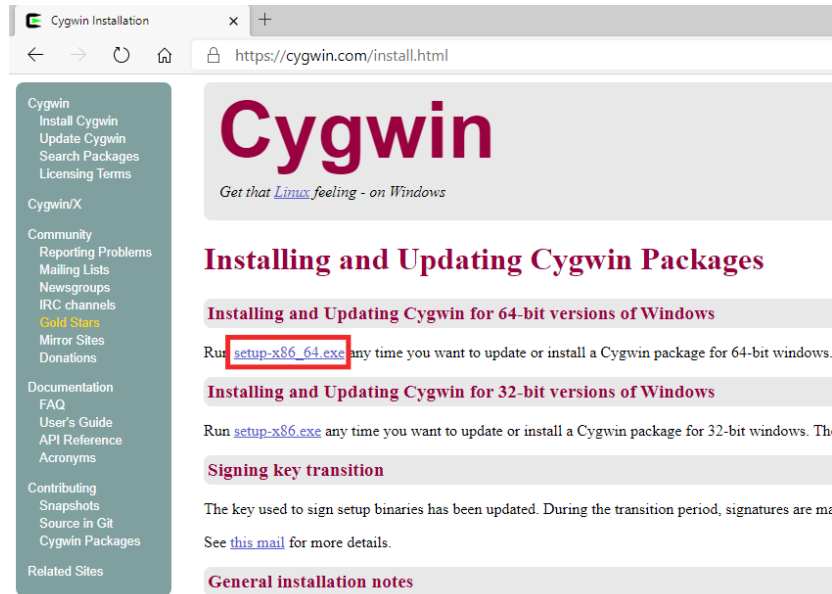 Cygwin Installation
https://cygwin.com/install.html
Cygwin
Install Cygwin
Update Cygwin
Search Packages
Licensing Terms
Cygwin/X
Community
Reporting Problems
Mailing Lists
Newsgroups
IRC channels
Gold Stars
Mirror Sites
Donations
Documentation
FAQ
User's Guide
API Reference
Acronyms
Contributing
Snapshots
Source in Git
Cygwin Packages
Related Sites
Cygwin
Get that Linux feeling - on Windows
Installing and Updating Cygwin Packages
Installing and Updating Cygwin for 64-bit versions of Windows
Run setup-x86_64.exe any time you want to update or install a Cygwin package for 64-bit windows.
Installing and Updating Cygwin for 32-bit versions of Windows
Run setup-x86.exe any time you want to update or install a Cygwin package for 32-bit windows.
Signing key transition
The key used to sign setup binaries has been updated. During the transition period, signatures are
See this mail for more details.
General installation notes